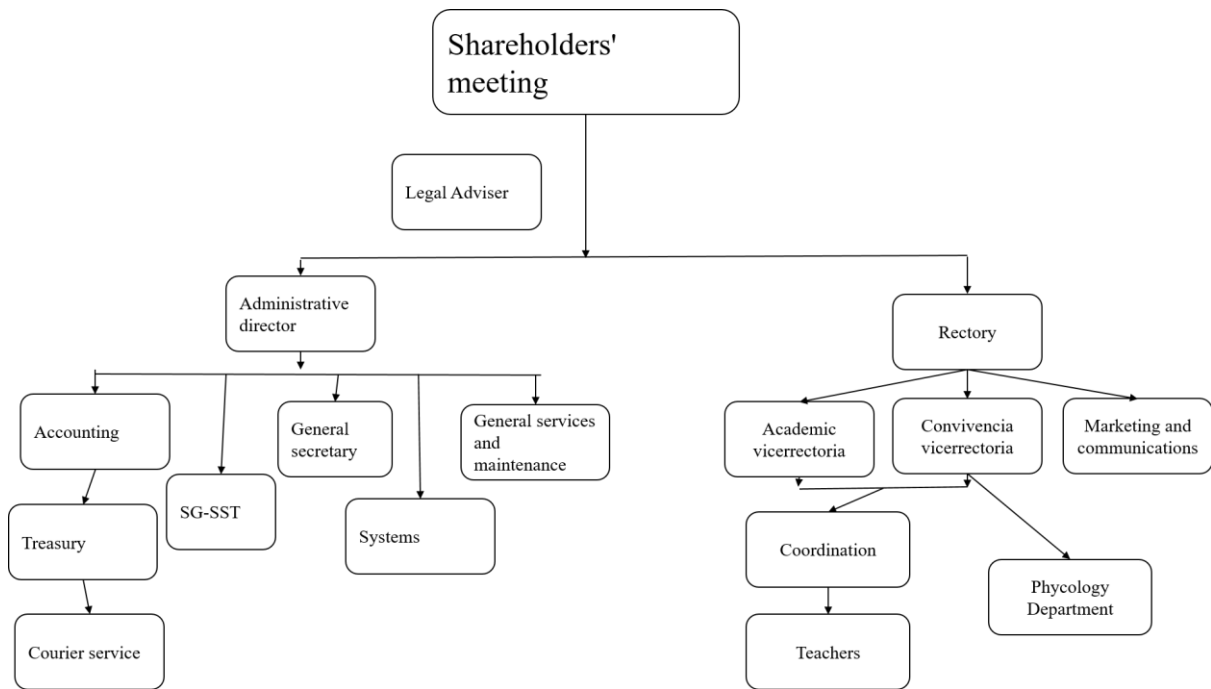 Shareholders'
meeting
Legal Adviser
Administrative
director
Rectory
Accounting
General
secretary
General services
and
maintenance
Academic
vicerrectoria
Convivencia
vicerrectoria
Marketing and
communications
SG-SST
Treasury
Systems
Coordination
Phycology
Department
Courier service
Teachers